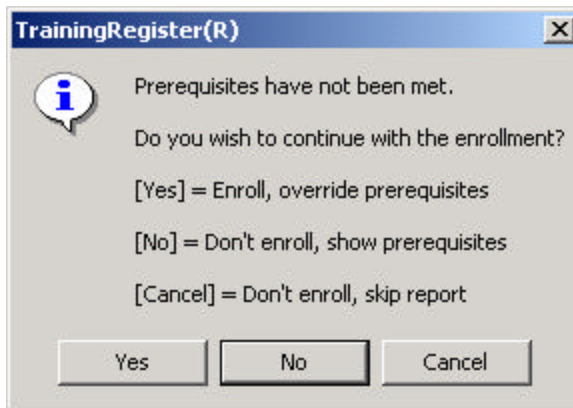 TrainingRegister(R)
Prerequisites have not been met.
Do you wish to continue with the enrollment?
[Yes] = Enroll, override prerequisites
[No] = Don't enroll, show prerequisites
[Cancel] = Don't enroll, skip report
Yes No Cancel